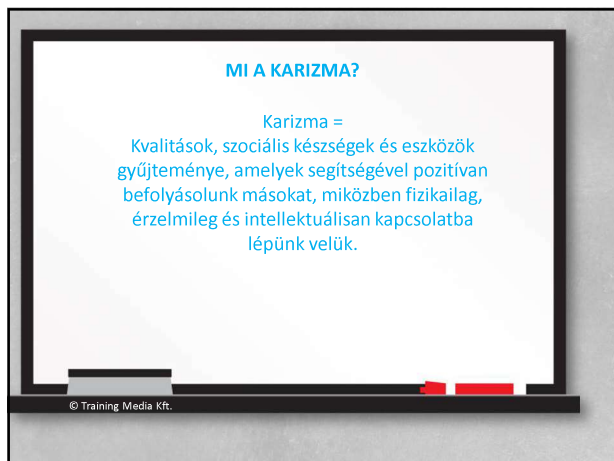 MI A KARIZMA?
Karizma =
Kvalitások, szociális készségek és eszközök
gyűjteménye, amelyek segítségével pozitívan
befolyásolunk másokat, miközben fizikailag,
érzelmileg és intellektuálisan kapcsolatba
lépünk velük.
© Training Media Kft.